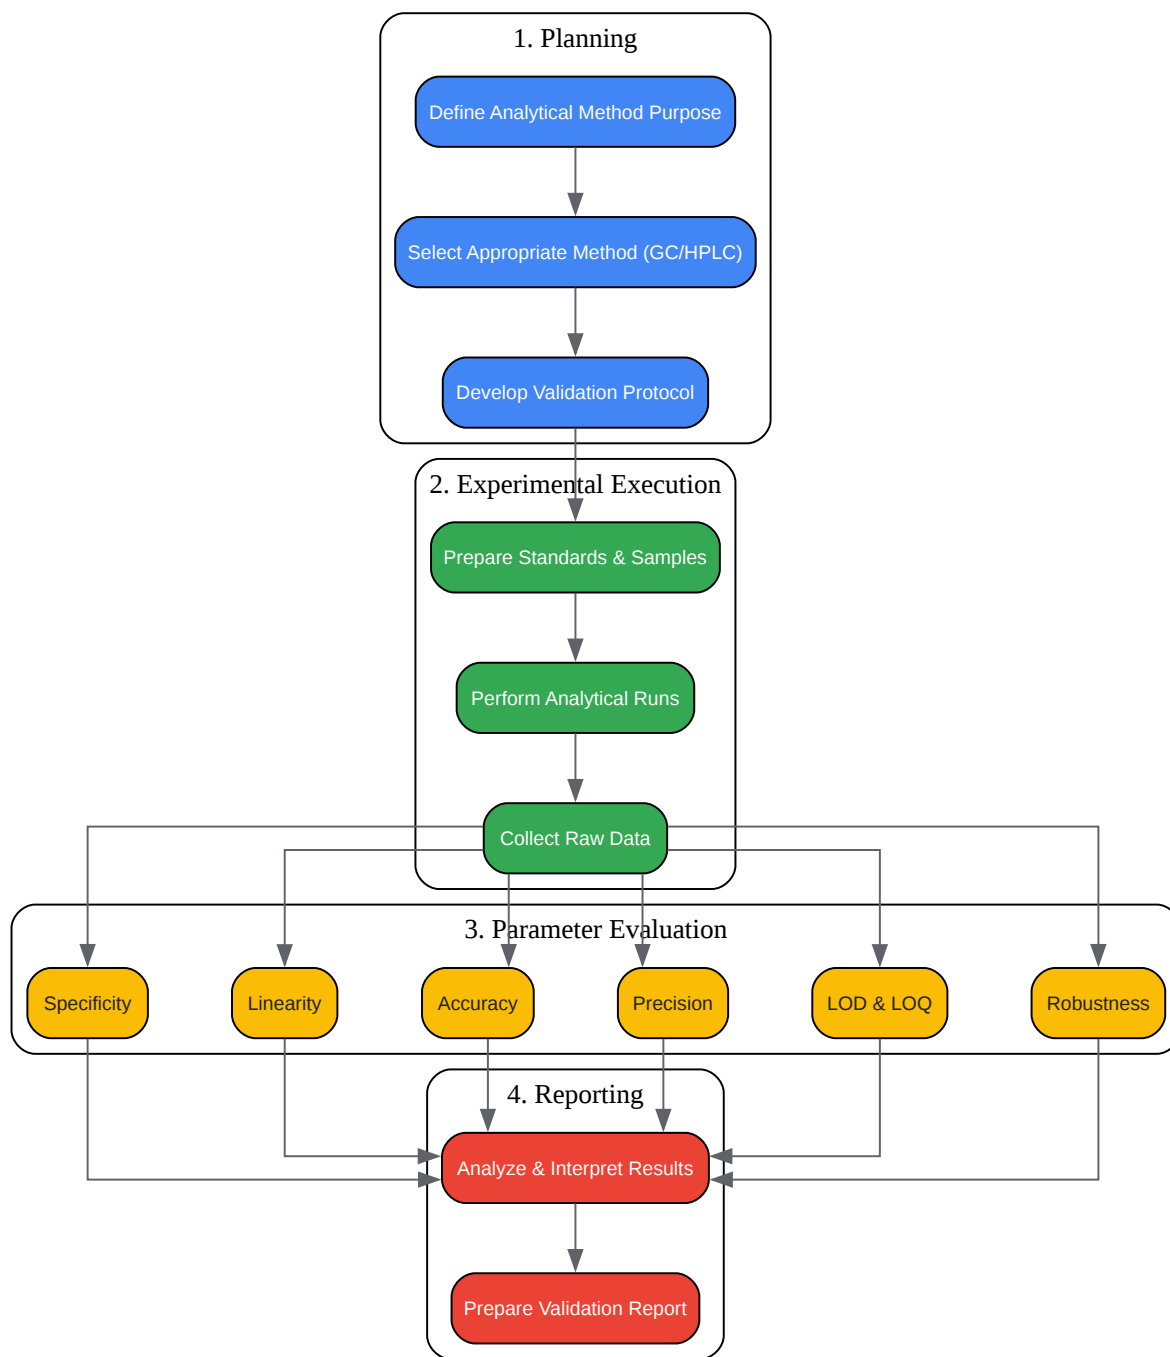 1. Planning
Define Analytical Method Purpose
Select Appropriate Method (GC/HPLC)
Develop Validation Protocol
2. Experimental Execution
Prepare Standards & Samples
Perform Analytical Runs
Collect Raw Data
3. Parameter Evaluation
Specificity
Linearity
Accuracy
Precision
LOD & LOQ
Robustness
4. Reporting
Analyze & Interpret Results
Prepare Validation Report